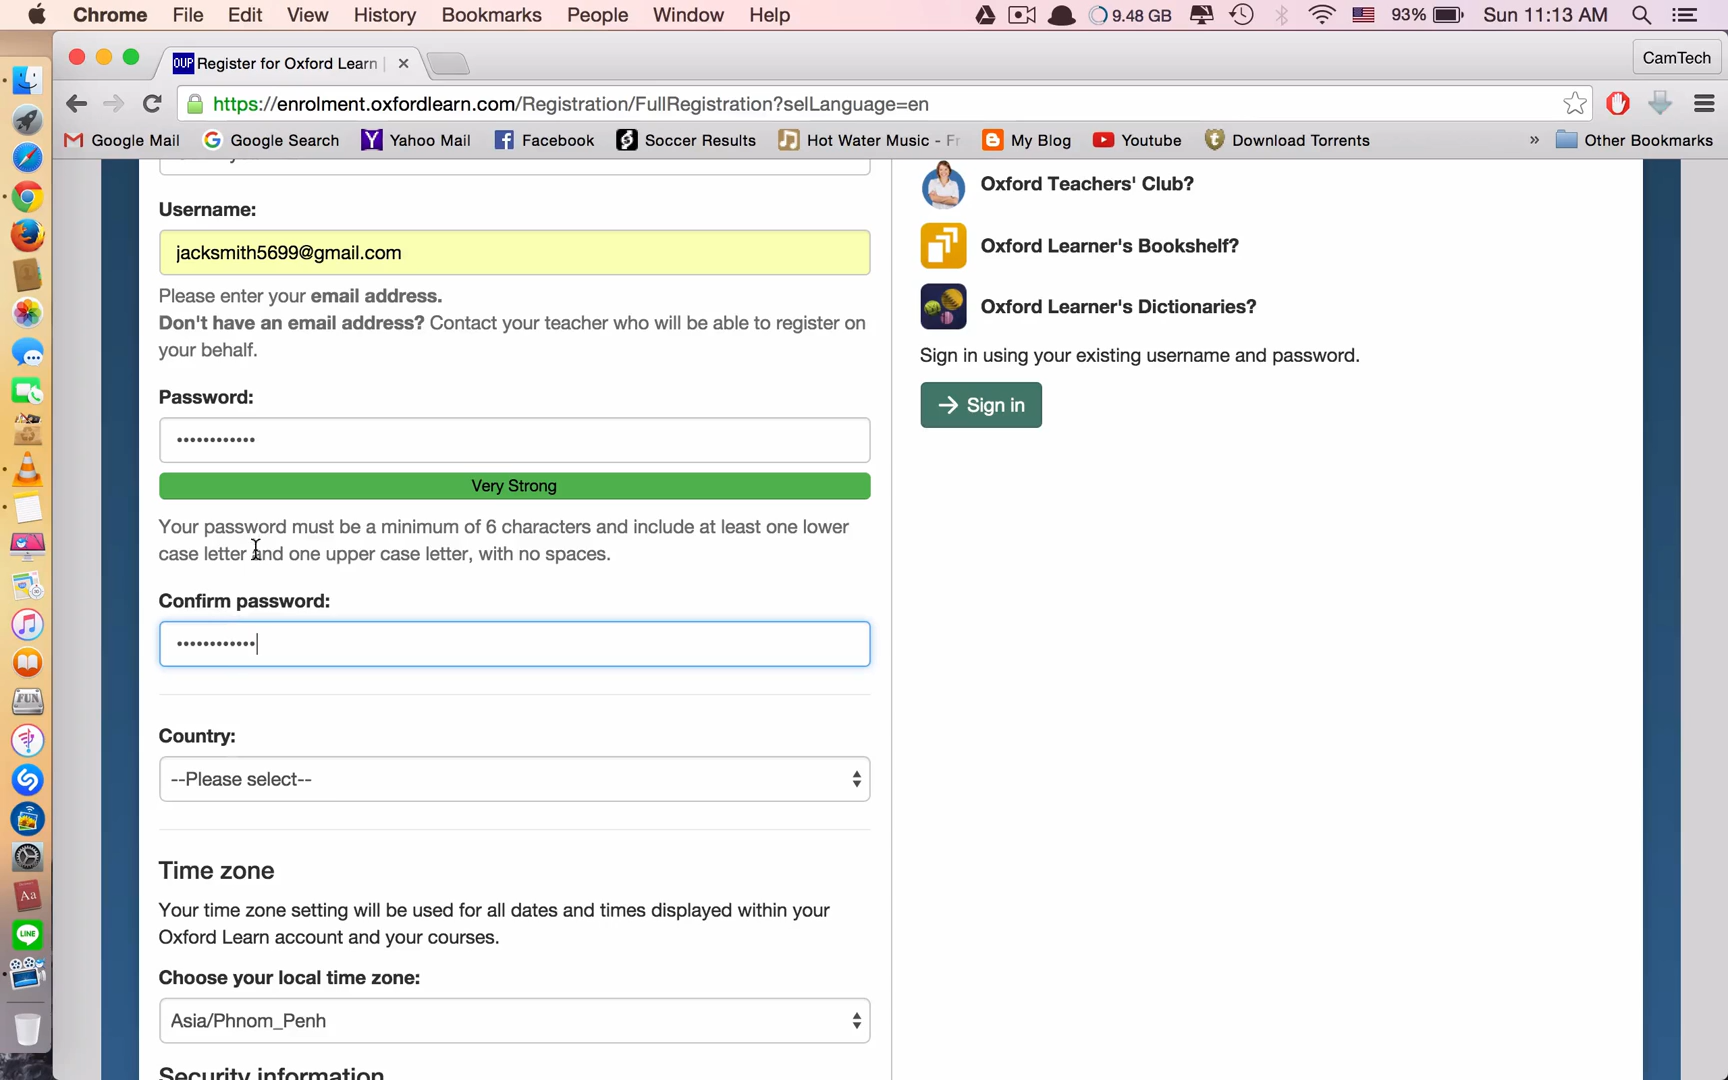 Chrome File Edit View History Bookmarks People Window Help 9.48 GB 93% Sun 11:13 AM
OUP Register for Oxford Learn CamTech
https://enrolment.oxfordlearn.com/Registration/FullRegistration?selLanguage=en
Google Mail Google Search Yahoo Mail Facebook Soccer Results Hot Water Music - Fr My Blog Youtube Download Torrents » Other Bookmarks
Oxford Teachers' Club?
Username:
jacksmith5699@gmail.com
Oxford Learner's Bookshelf?
Please enter your email address.
Oxford Learner's Dictionaries?
Don't have an email address? Contact your teacher who will be able to register on
your behalf.
Sign in using your existing username and password.
Sign in
Password:
••••••••••••
Very Strong
Your password must be a minimum of 6 characters and include at least one lower
case letter and one upper case letter, with no spaces.
Confirm password:
••••••••••••
Country:
--Please select--
Time zone
Your time zone setting will be used for all dates and times displayed within your
Oxford Learn account and your courses.
Choose your local time zone:
Asia/Phnom_Penh
Security information
FUN
Aa
LINE